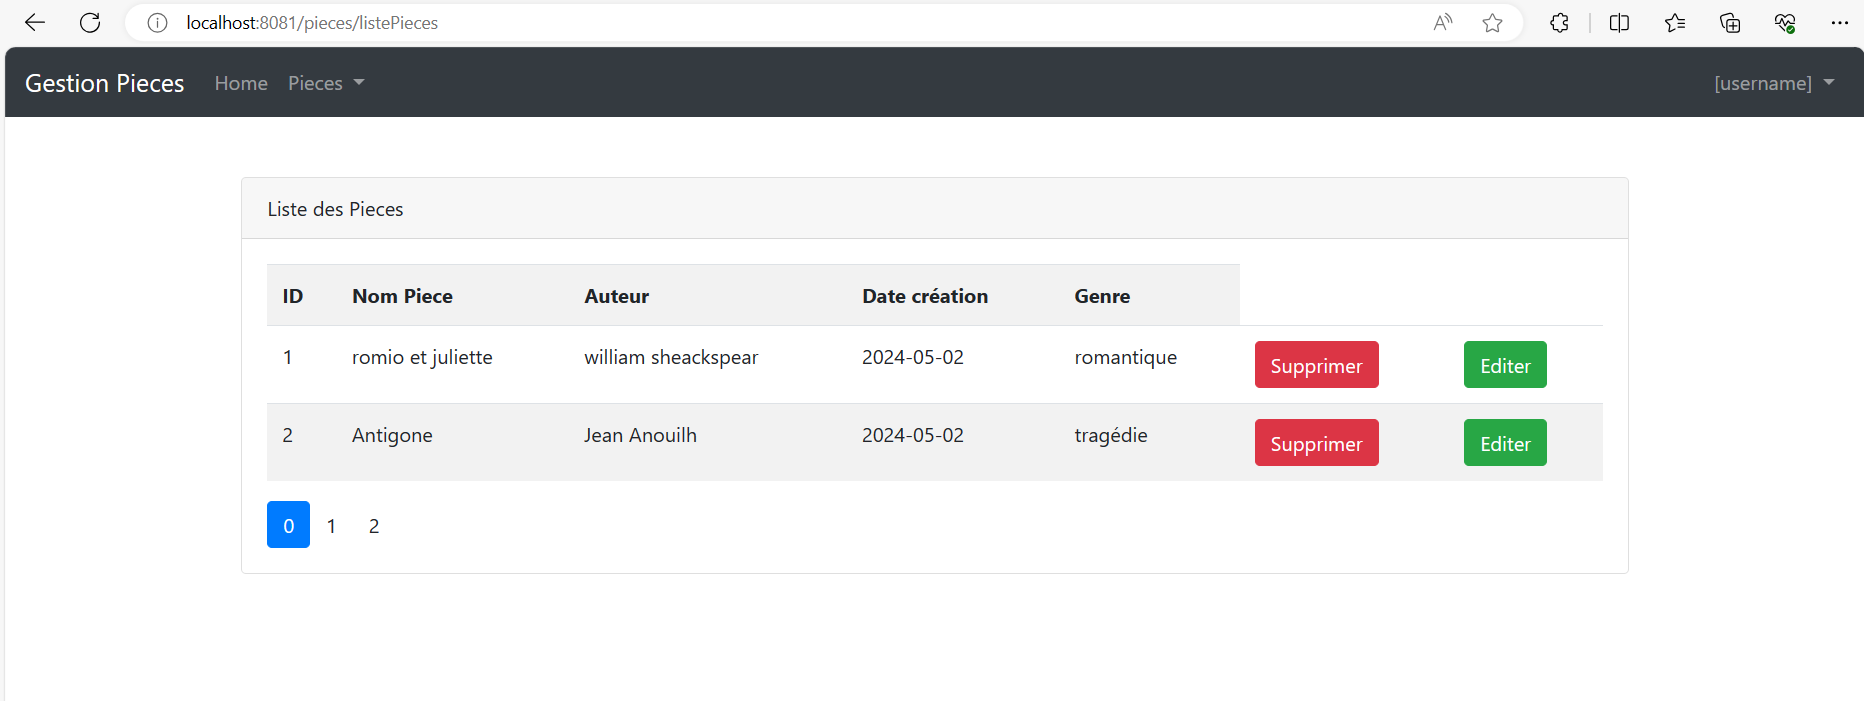 localhost:8081/pieces/listePieces
Gestion Pieces Home Pieces [username]
Liste des Pieces
ID Nom Piece Auteur Date création Genre
1 romio et juliette william sheackspear 2024-05-02 romantique Supprimer Editer
2 Antigone Jean Anouilh 2024-05-02 tragédie Supprimer Editer
0 1 2